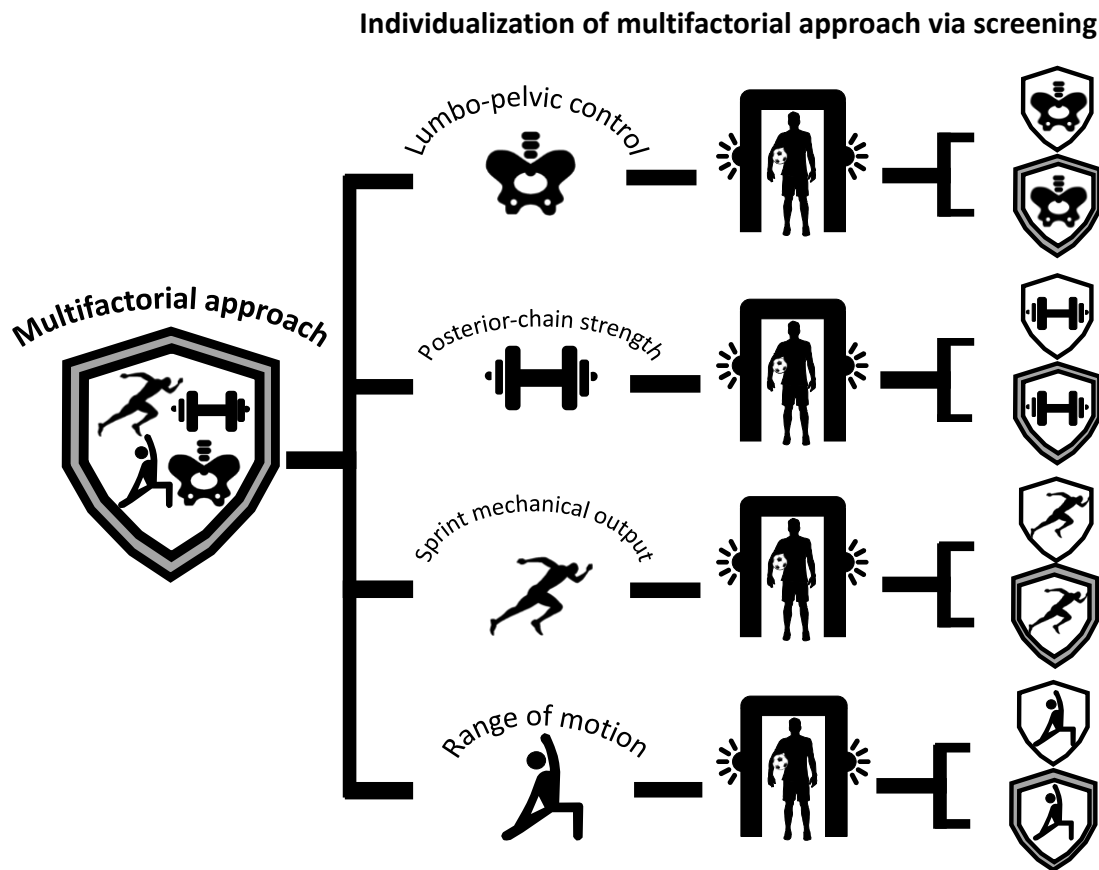 Individualization of multifactorial approach via screening
Lumbo-pelvic control
Multifactorial approach
Posterior-chain strength
Sprint mechanical output
Range of motion